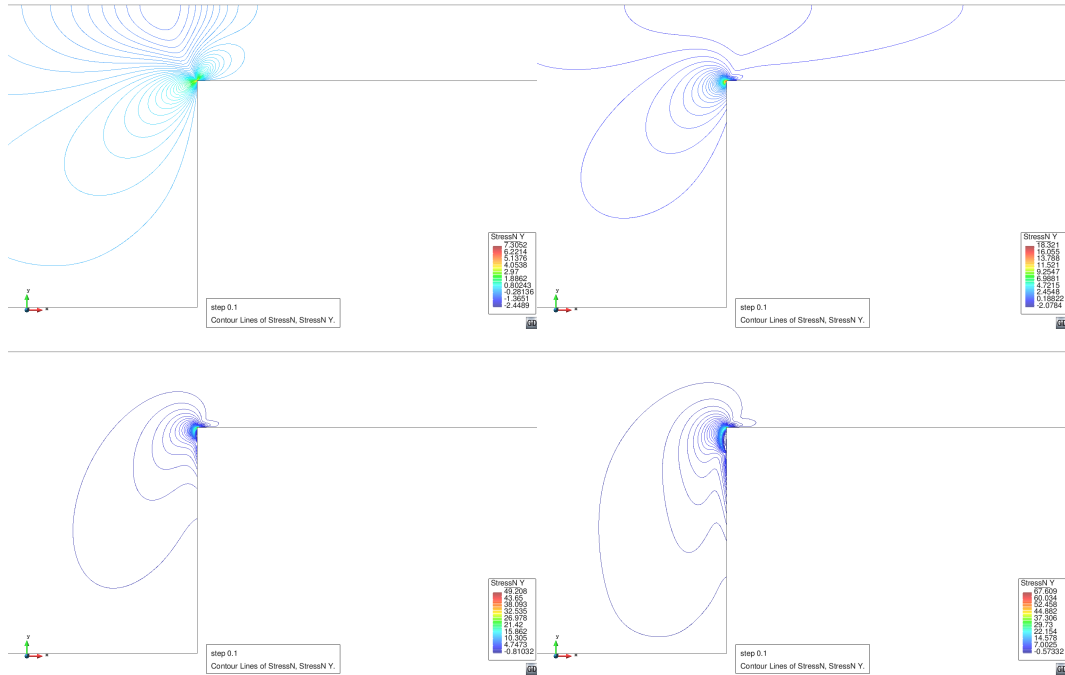 StressN Y
7.3052
6.2214
5.1376
4.0538
2.97
1.8862
0.80243
-0.28136
-1.3651
-2.4489
y
x
step 0.1
Contour Lines of StressN, StressN Y.
GiD
StressN Y
18.321
16.055
13.788
11.521
9.2547
6.9881
4.7215
2.4548
0.18822
-2.0784
y
x
step 0.1
Contour Lines of StressN, StressN Y.
GiD
StressN Y
49.208
43.65
38.093
32.535
26.978
21.42
15.862
10.305
4.7473
-0.81032
y
x
step 0.1
Contour Lines of StressN, StressN Y.
GiD
StressN Y
67.609
60.034
52.458
44.882
37.306
29.73
22.154
14.578
7.0025
-0.57332
y
x
step 0.1
Contour Lines of StressN, StressN Y.
GiD